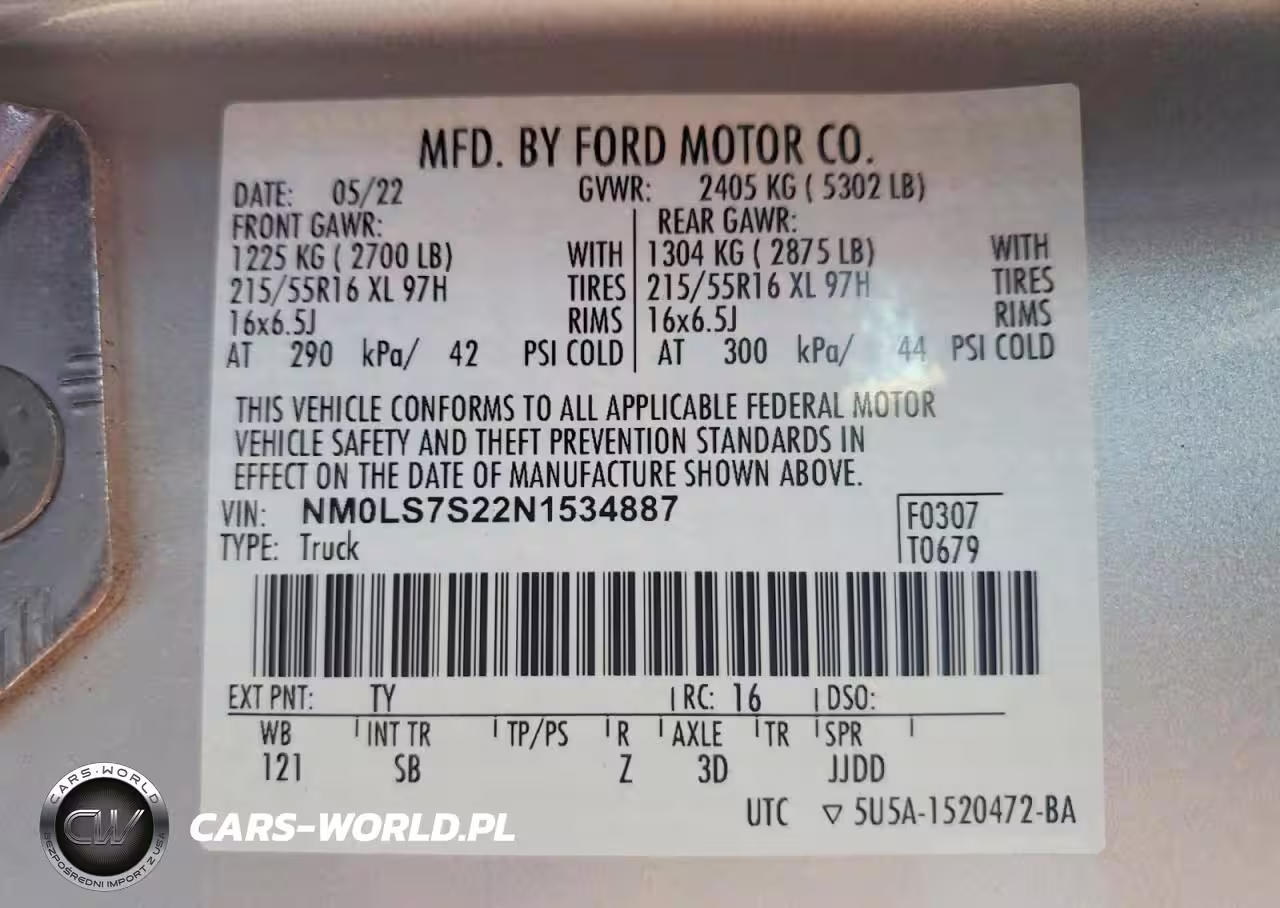 MFD. BY FORD MOTOR CO.
DATE: 05/22 GVWR: 2405 KG ( 5302 LB)
FRONT GAWR: REAR GAWR:
1225 KG ( 2700 LB) WITH 1304 KG ( 2875 LB) WITH
215/55R16 XL 97H TIRES 215/55R16 XL 97H TIRES
16x6.5J RIMS 16x6.5J RIMS
AT 290 kPa/ 42 PSI COLD AT 300 kPa/ 44 PSI COLD
THIS VEHICLE CONFORMS TO ALL APPLICABLE FEDERAL MOTOR
VEHICLE SAFETY AND THEFT PREVENTION STANDARDS IN
EFFECT ON THE DATE OF MANUFACTURE SHOWN ABOVE.
VIN: NM0LS7S22N1534887 F0307
TYPE: Truck T0679
EXT PNT: TY RC: 16 DSO:
WB INT TR TP/PS R AXLE TR SPR
121 SB Z 3D JJDD
UTC ▽ 5U5A-1520472-BA
CARS-WORLD
CW
BEZPOŚREDNI IMPORT Z USA
CARS-WORLD.PL